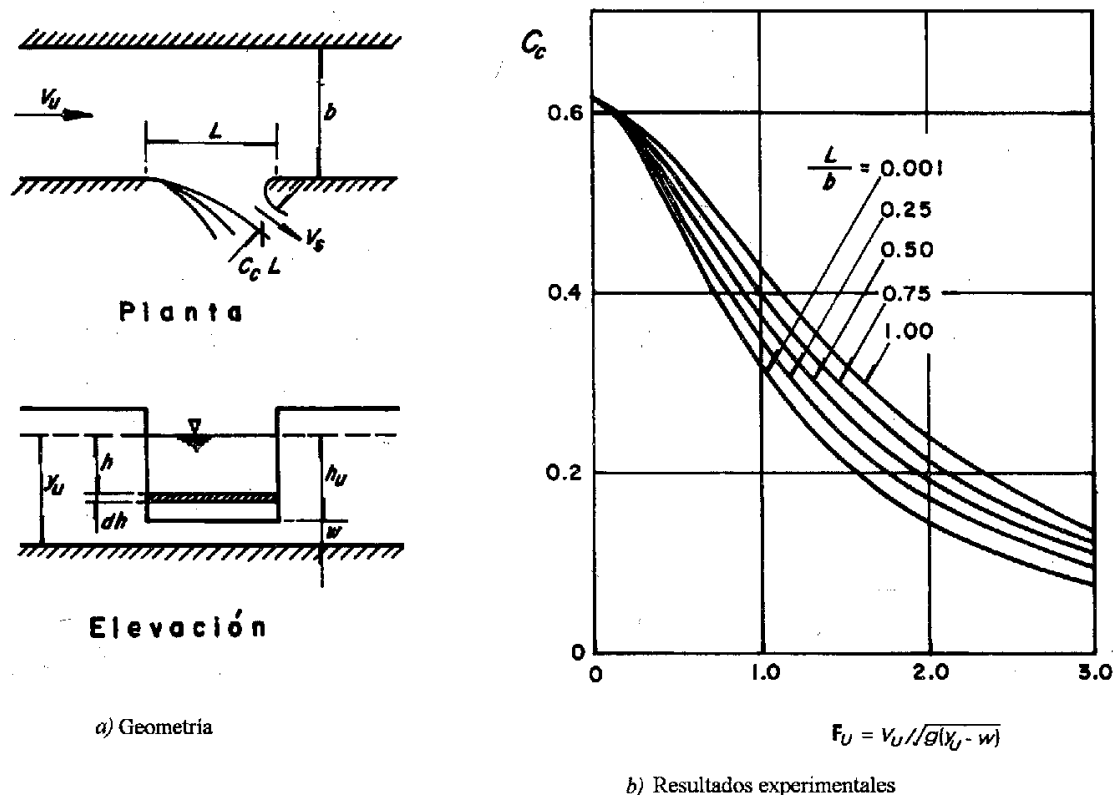 V_U
L
b
C_c L
V_s
Planta
h
y_u
dh
h_u
w
Elevación
a) Geometría
C_c
0.6
0.4
0.2
0
0 1.0 2.0 3.0
L/b = 0.001
0.25
0.50
0.75
1.00
F_U = V_U/√g(y_U - w)
b) Resultados experimentales